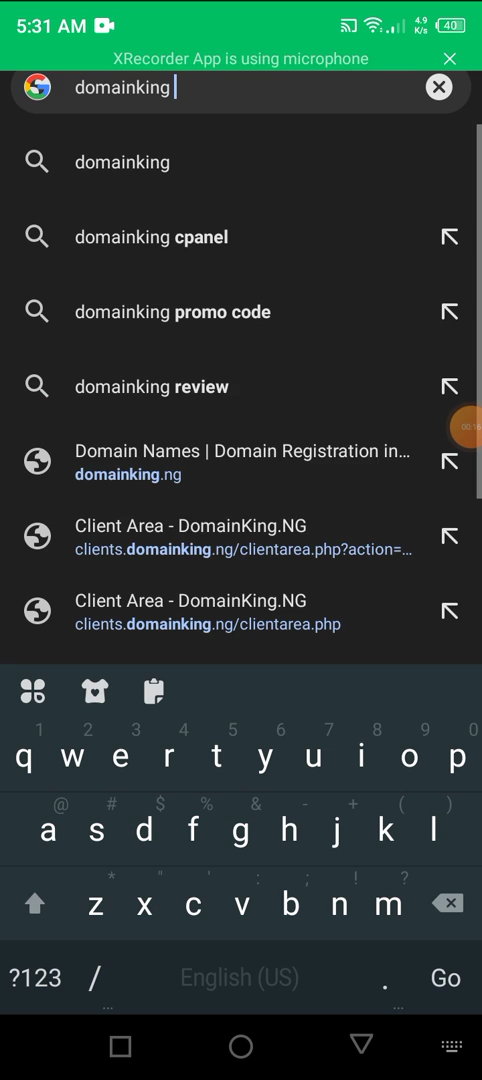 5:31 AM 4.9 K/s 40
XRecorder App is using microphone
domainking
domainking
domainking cpanel
domainking promo code
domainking review
00:16
Domain Names | Domain Registration in...
domainking.ng
Client Area - DomainKing.NG
clients.domainking.ng/clientarea.php?action=...
Client Area - DomainKing.NG
clients.domainking.ng/clientarea.php
1 2 3 4 5 6 7 8 9 0
q w e r t y u i o p
@ # $ % & - + ( )
a s d f g h j k l
* " ' : ; ! ?
z x c v b n m
?123 / English (US) . Go
... ...